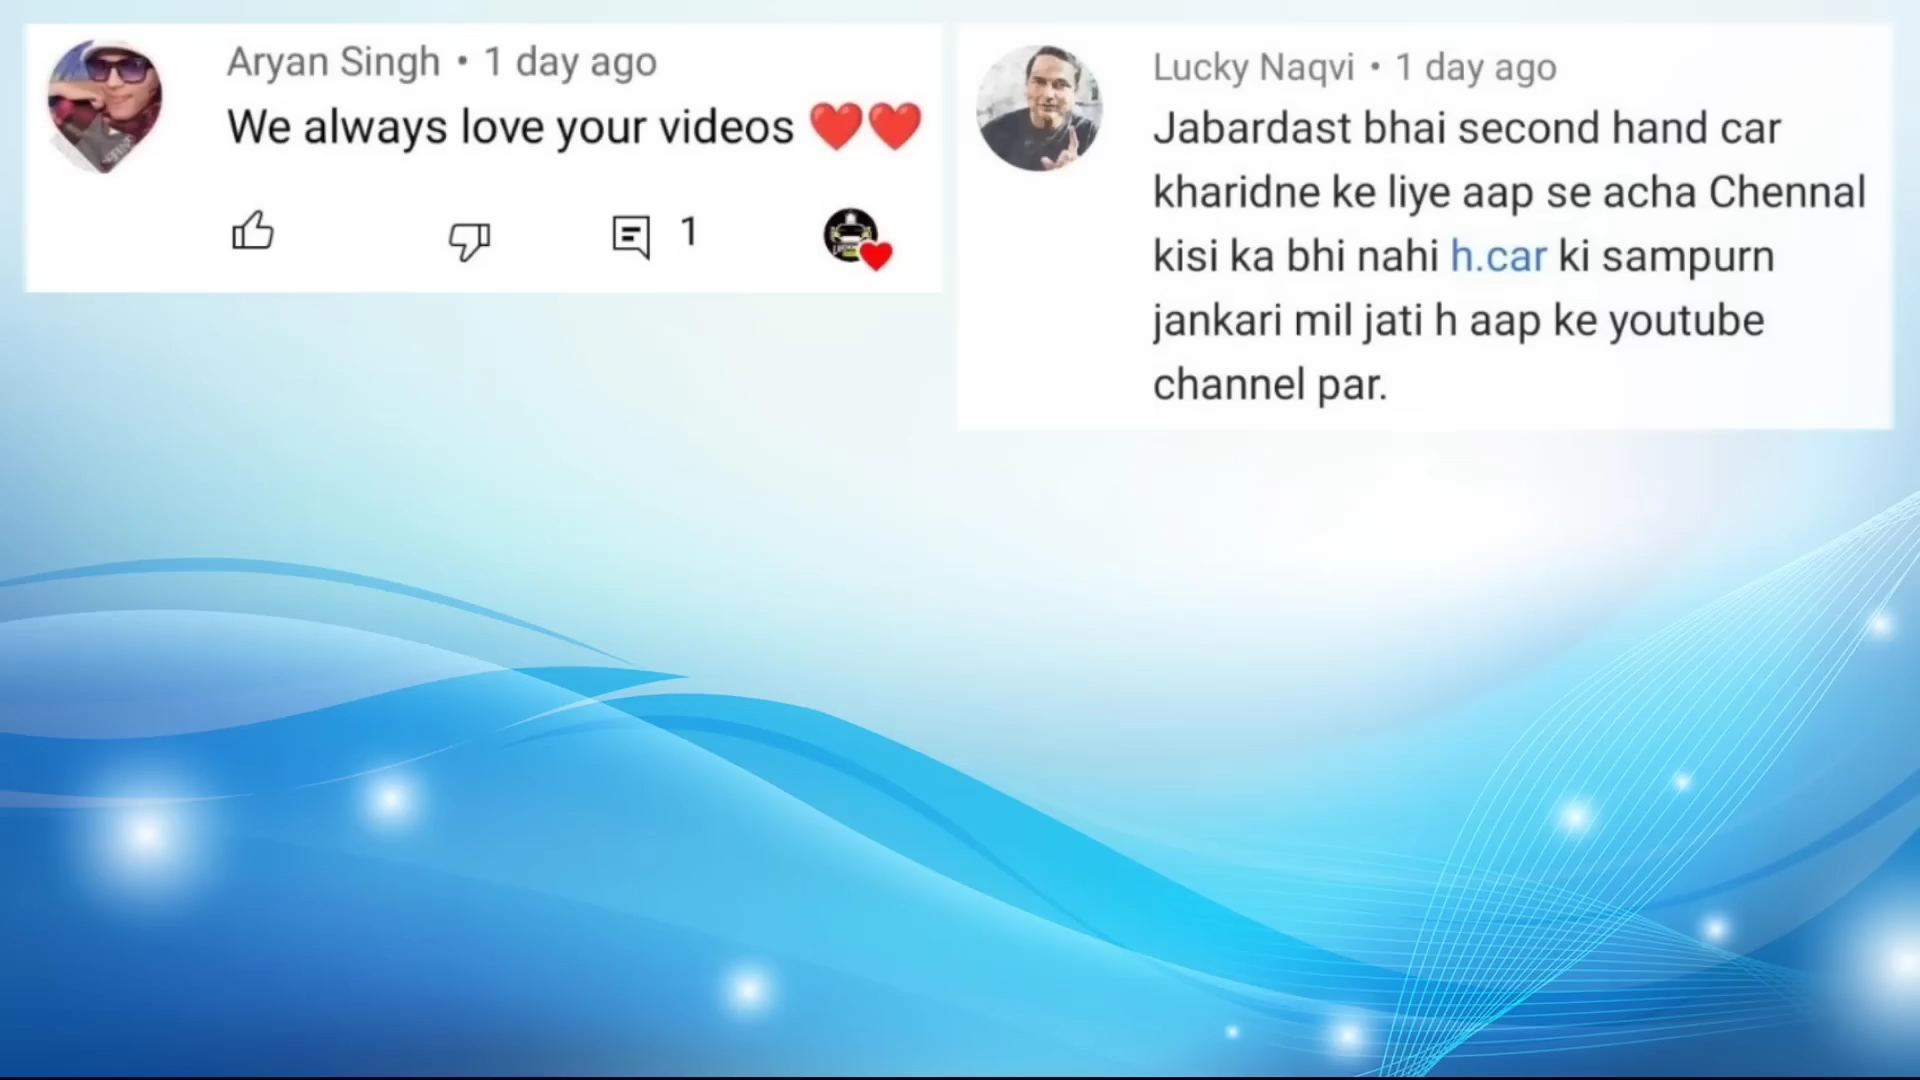 Aryan Singh • 1 day ago
We always love your videos ❤️❤️
1
Lucky Naqvi • 1 day ago
Jabardast bhai second hand car
kharidne ke liye aap se acha Chennal
kisi ka bhi nahi h.car ki sampurn
jankari mil jati h aap ke youtube
channel par.